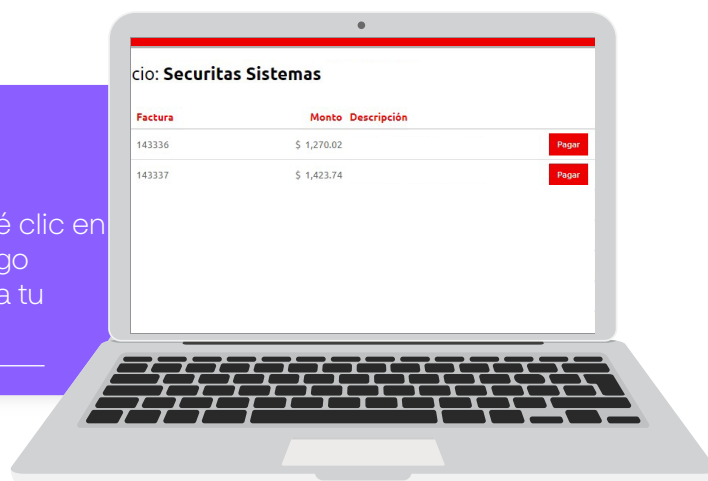 cio: Securitas Sistemas
Factura Monto Descripción
143336 $ 1,270.02 Pagar
143337 $ 1,423.74 Pagar
é clic en
go
a tu